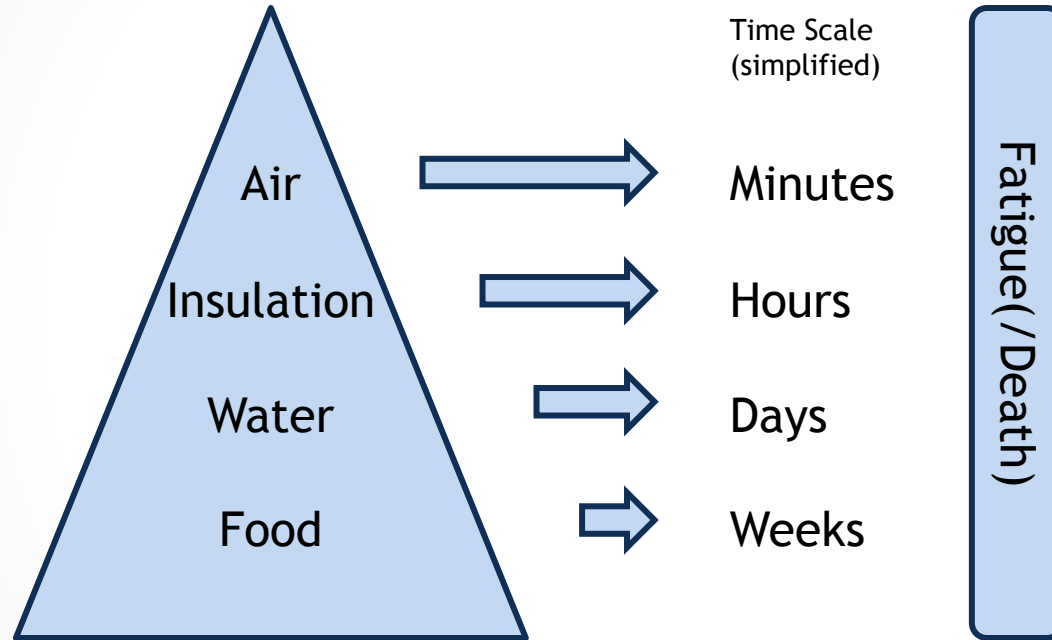 Time Scale
(simplified)
Air
Minutes
Insulation
Hours
Water
Days
Food
Weeks
Fatigue(/Death)